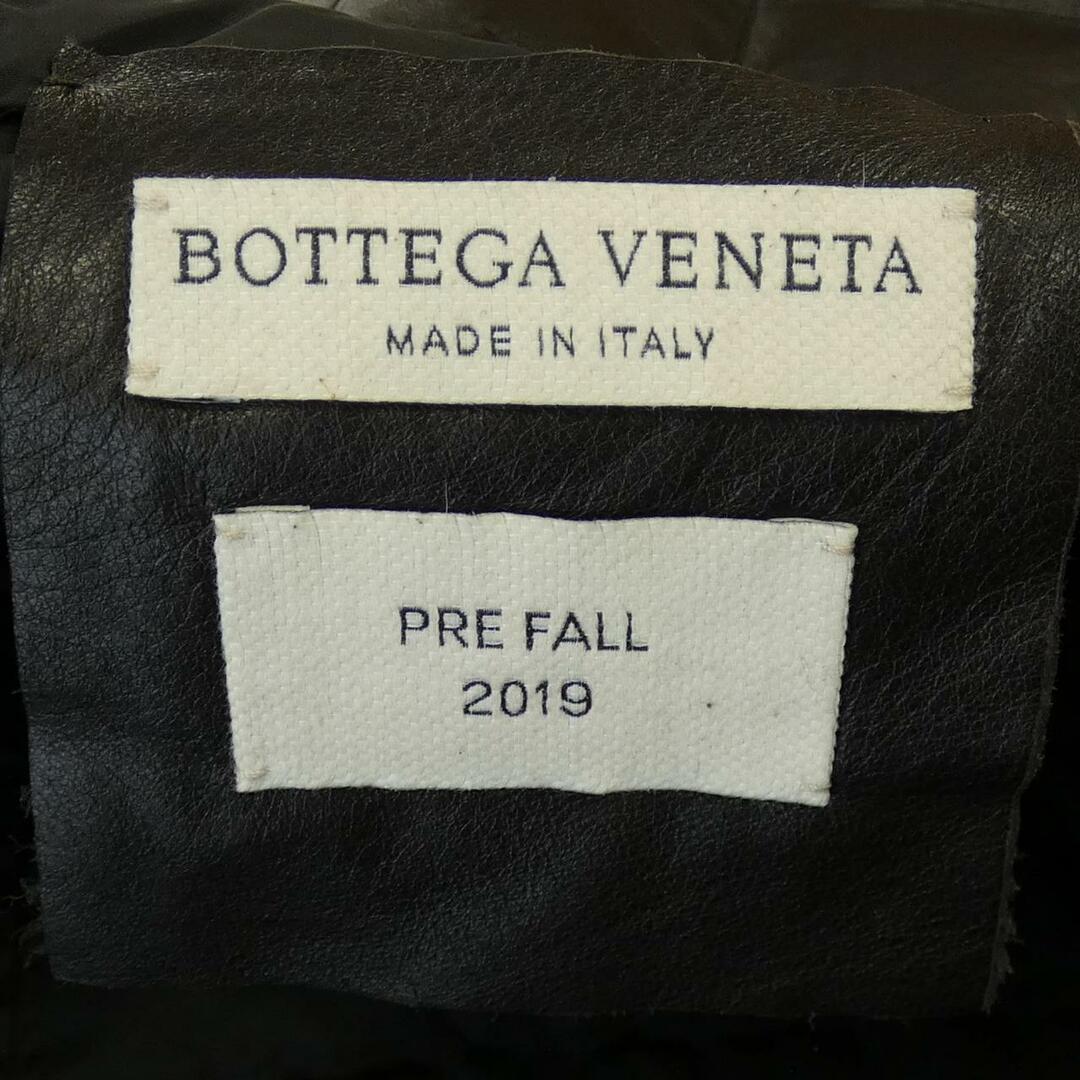 BOTTEGA VENETA
MADE IN ITALY
PRE FALL
2019